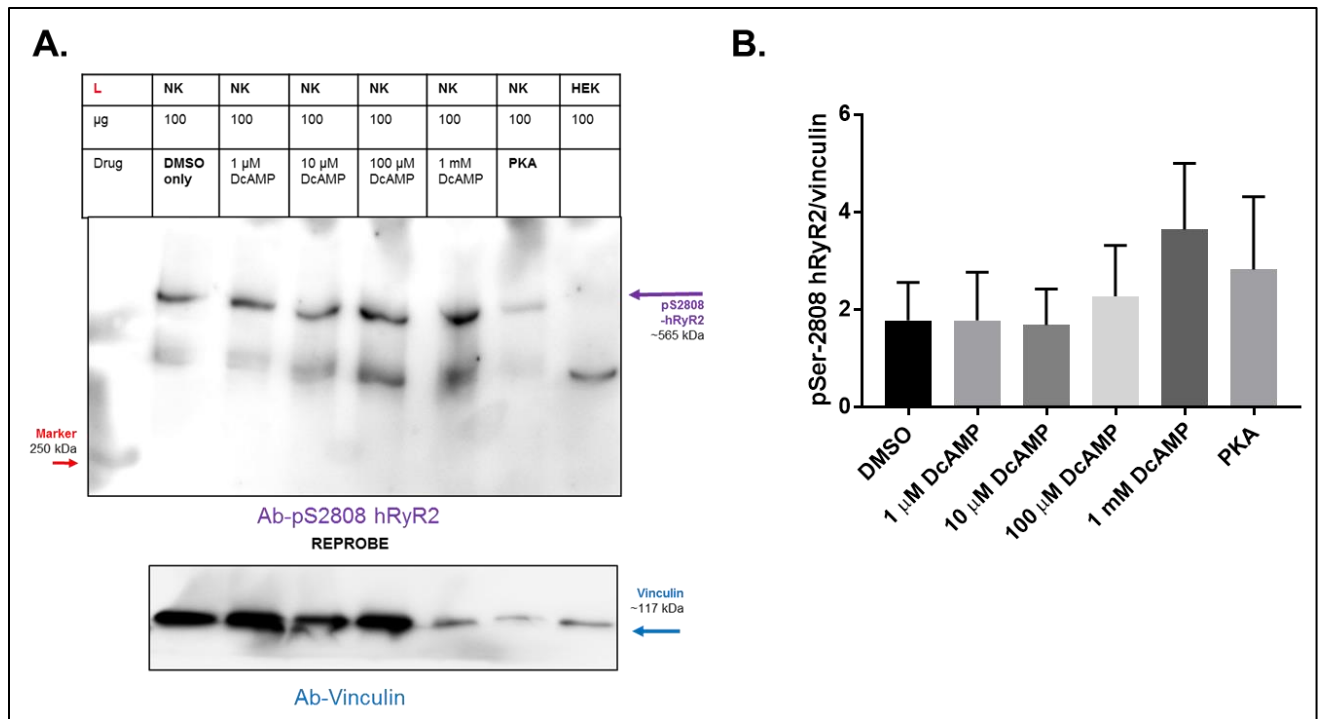 A.
L NK NK NK NK NK NK HEK
µg 100 100 100 100 100 100 100
Drug DMSO only 1 µM DcAMP 10 µM DcAMP 100 µM DcAMP 1 mM DcAMP PKA
pS2808
-hRyR2
~565 kDa
Marker
250 kDa
Ab-pS2808 hRyR2
REPROBE
Vinculin
~117 kDa
Ab-Vinculin
B.
pSer-2808 hRyR2/vinculin
6
4
2
0
DMSO
1 µM DcAMP
10 µM DcAMP
100 µM DcAMP
1 mM DcAMP
PKA